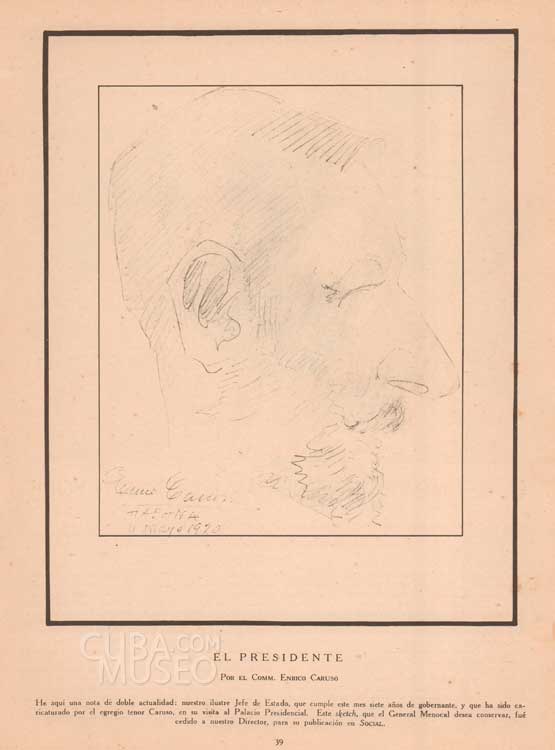 Enrico Caruso
HABANA
1920
EL PRESIDENTE
POR EL COMM. ENRICO CARUSO
He aquí una nota de doble actualidad: nuestro ilustre Jefe de Estado, que cumple este mes siete años de gobernante, y que ha sido ca-
ricaturado por el egregio tenor Caruso, en su visita al Palacio Presidencial. Este sketch, que el General Menocal desea conservar, fué
cedido a nuestro Director, para su publicación en SOCIAL.
39
CUBA.COM
MUSEO